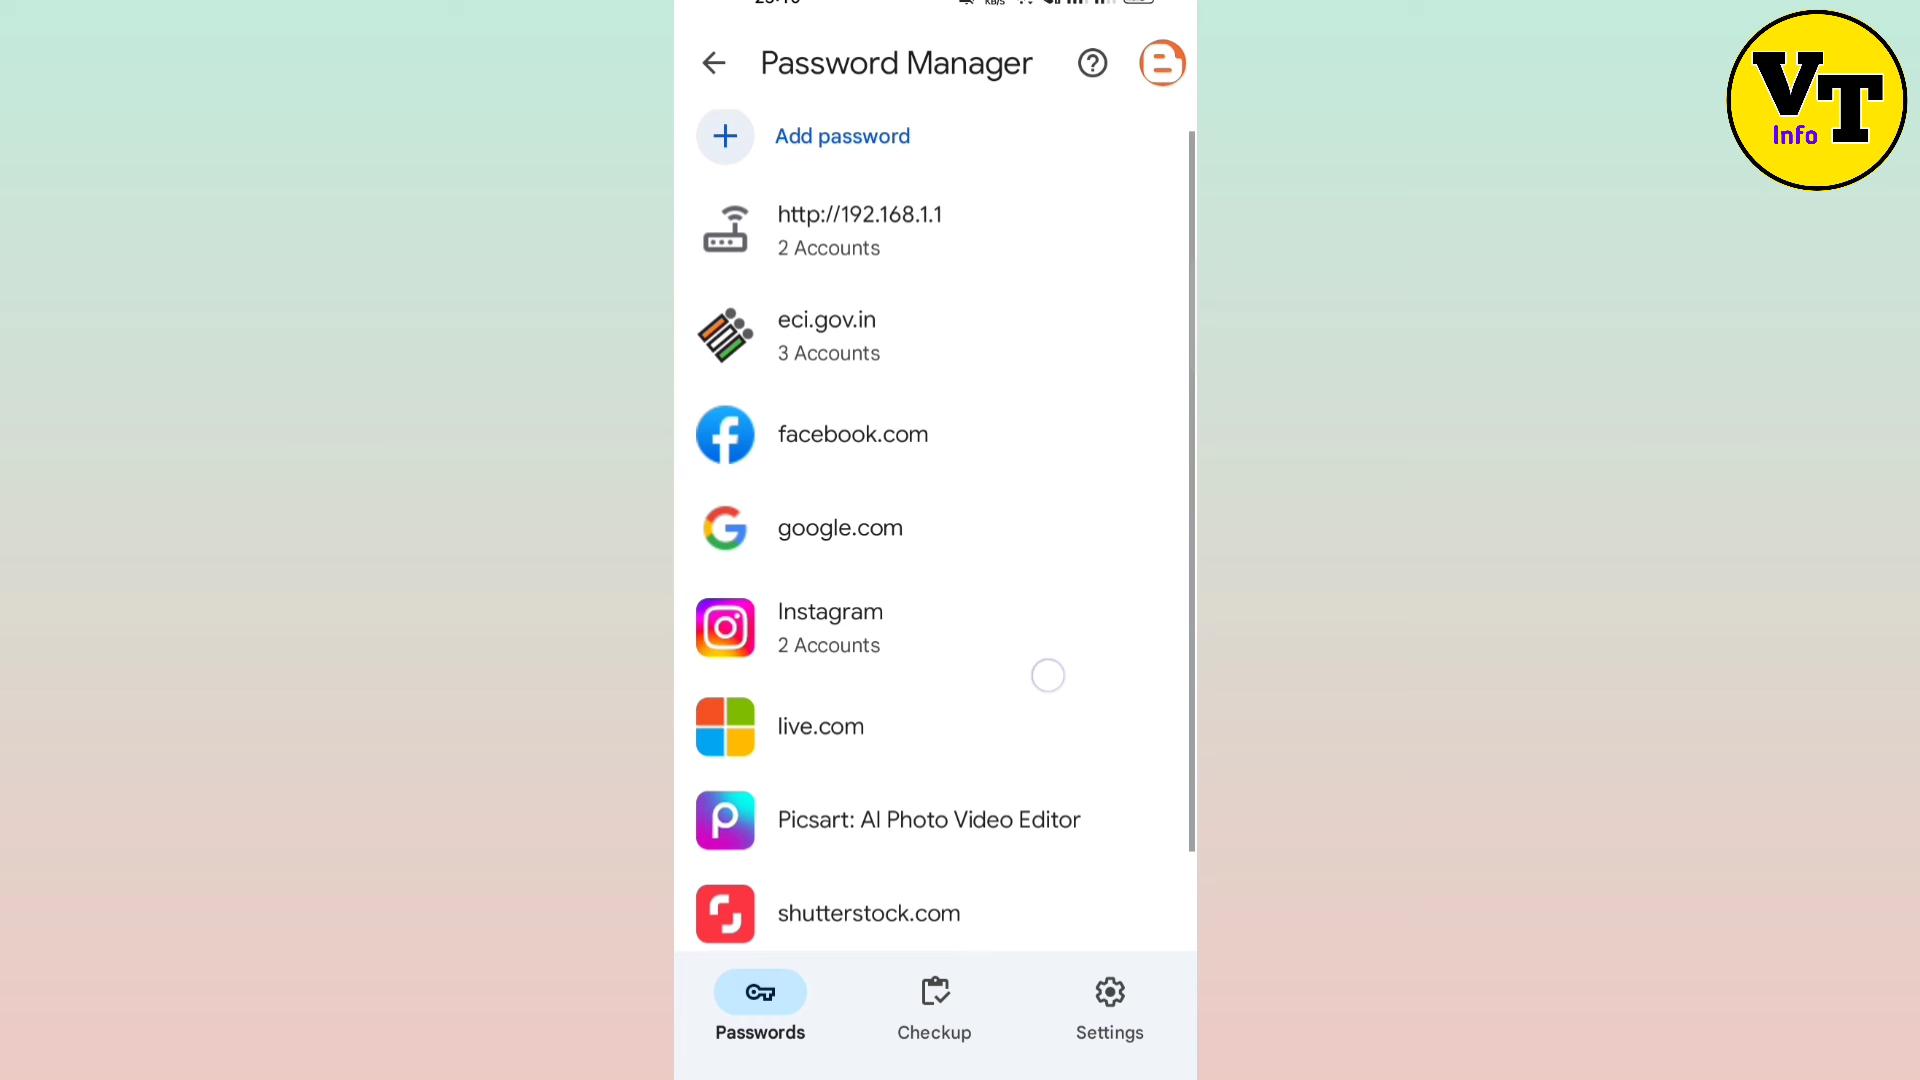 Password Manager
Add password
http://192.168.1.1
2 Accounts
eci.gov.in
3 Accounts
facebook.com
google.com
Instagram
2 Accounts
live.com
Picsart: AI Photo Video Editor
shutterstock.com
Passwords
Checkup
Settings
VT
Info